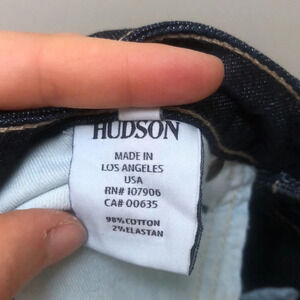 HUDSON
MADE IN
LOS ANGELES
USA
RN# 107906
CA# 00635
98% COTTON
2% ELASTAN